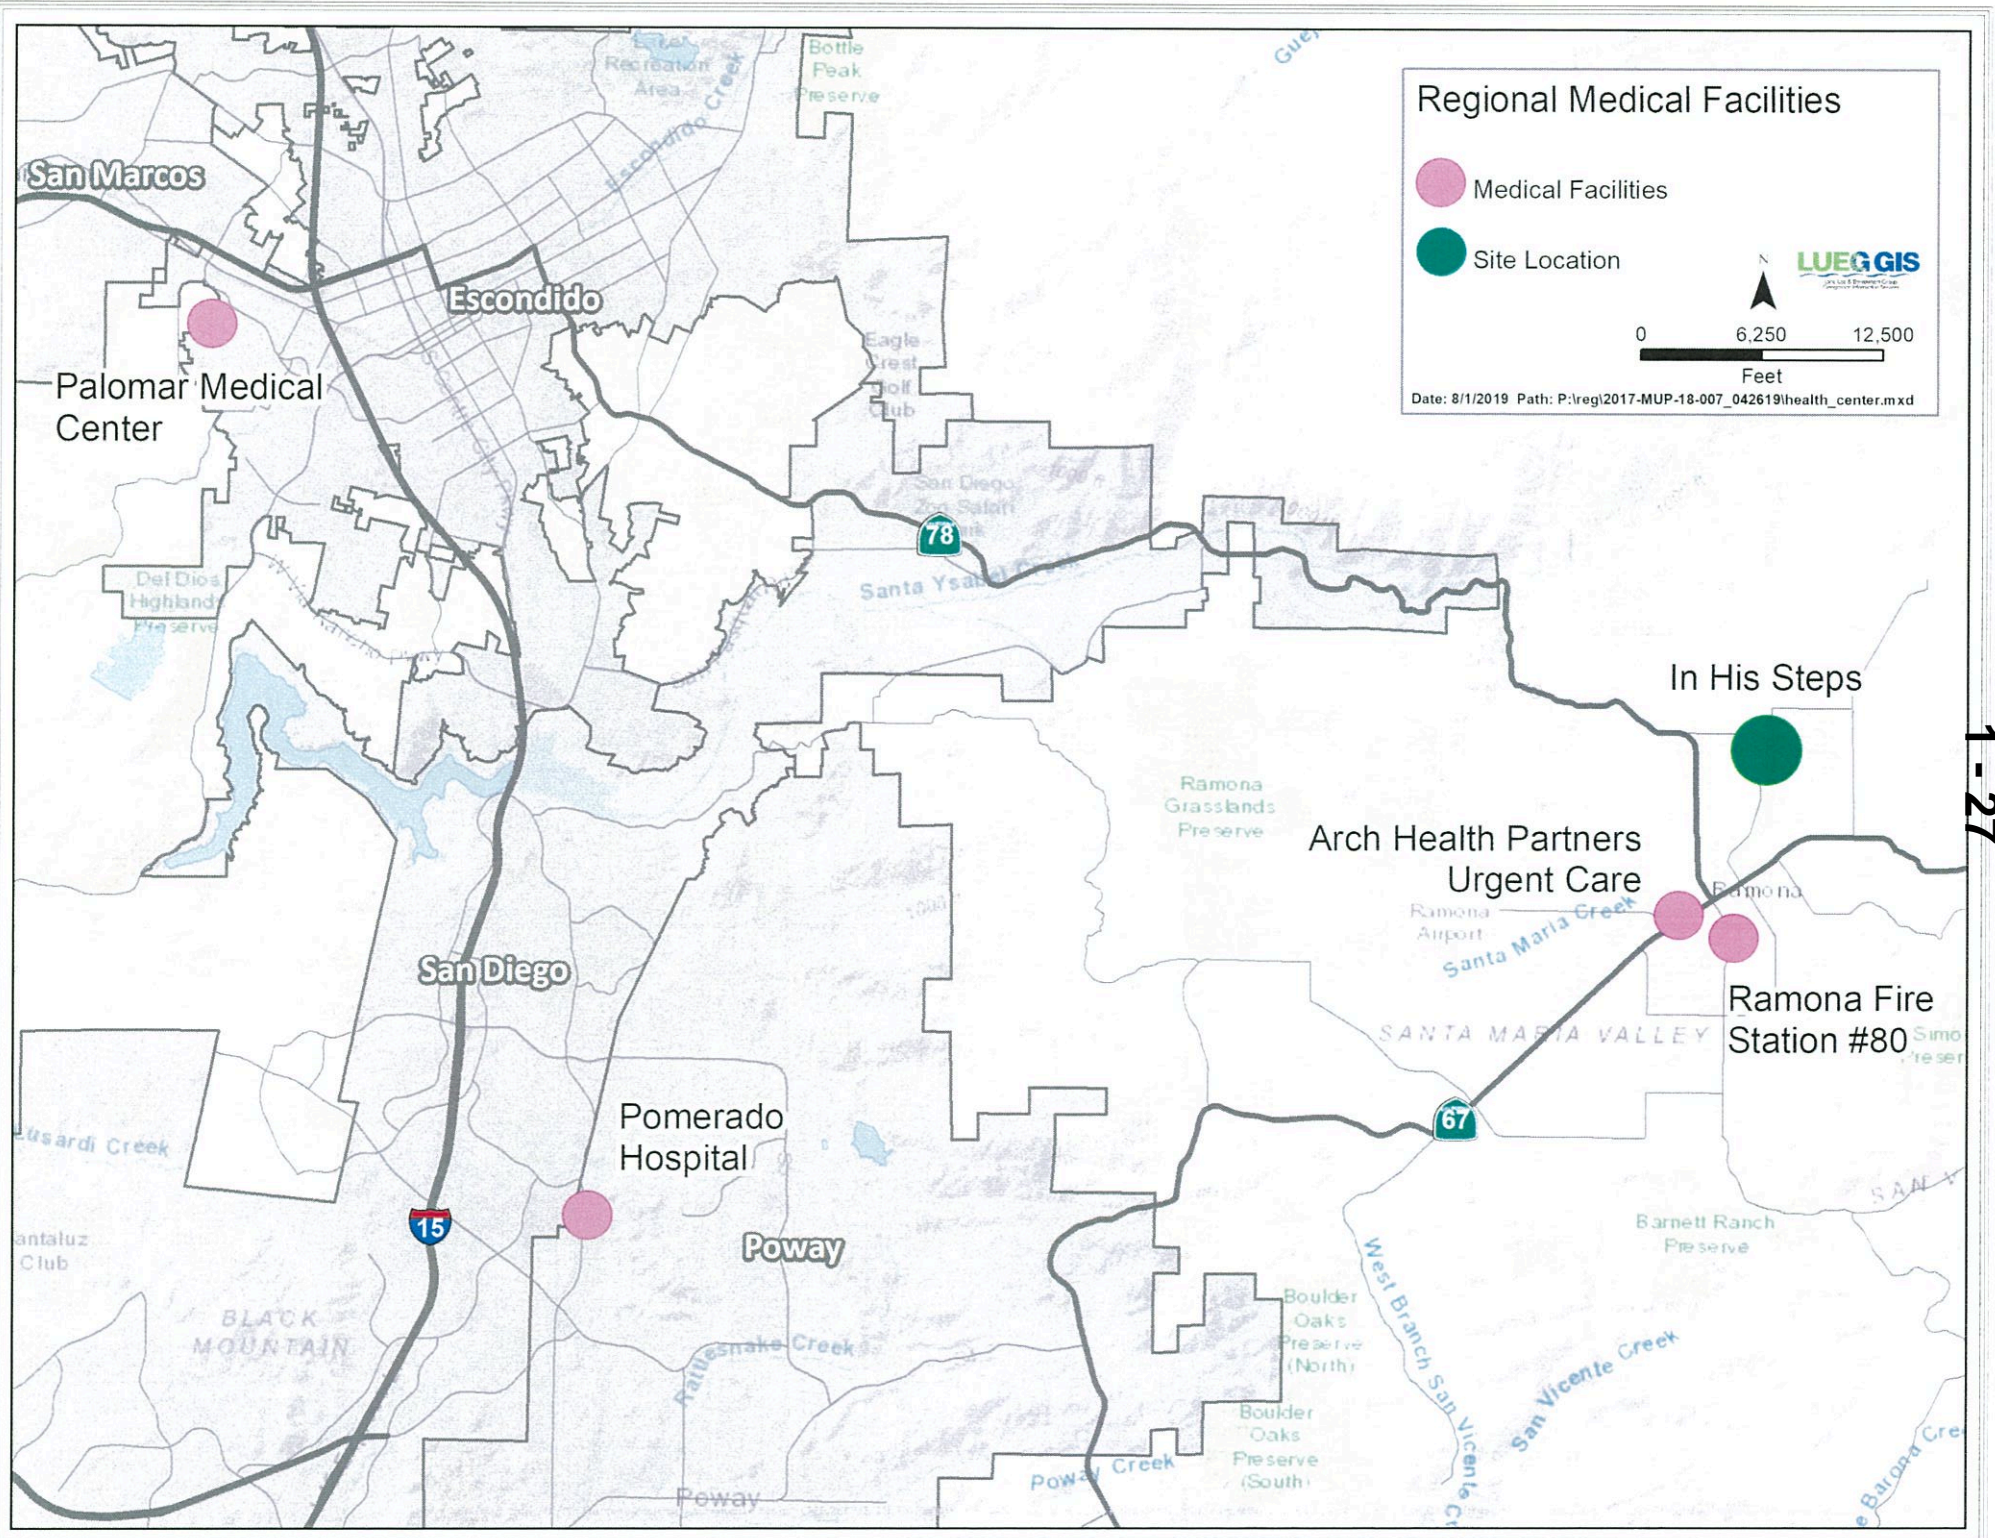 Regional Medical Facilities
Medical Facilities
Site Location
N
LUEG GIS
0 6,250 12,500
Feet
Date: 8/1/2019 Path: P:\reg\2017-MUP-18-007_042619\health_center.mxd
Recreation
Area
Escondido Creek
Bottle
Peak
Preserve
San Marcos
Escondido
Palomar Medical
Center
Eagle
Crest
Golf
Club
San Diego
Zoo Safari
78
Santa Ysabel Creek
Del Dios
Highlands
Preserve
In His Steps
1 - 27
Ramona
Grasslands
Preserve
Arch Health Partners
Urgent Care
Ramona
Ramona
Airport
Santa Maria Creek
San Diego
Ramona Fire
Station #80
SANTA MARIA VALLEY
67
Pomerado
Hospital
Lusardi Creek
15
Poway
antaluz
Club
BLACK
MOUNTAIN
Rattlesnake Creek
SAN V
Barnett Ranch
Preserve
Boulder
Oaks
Preserve
(North)
West Branch San Vicente
San Vicente Creek
Boulder
Oaks
Preserve
(South)
Poway Creek
Poway
Barona Cre